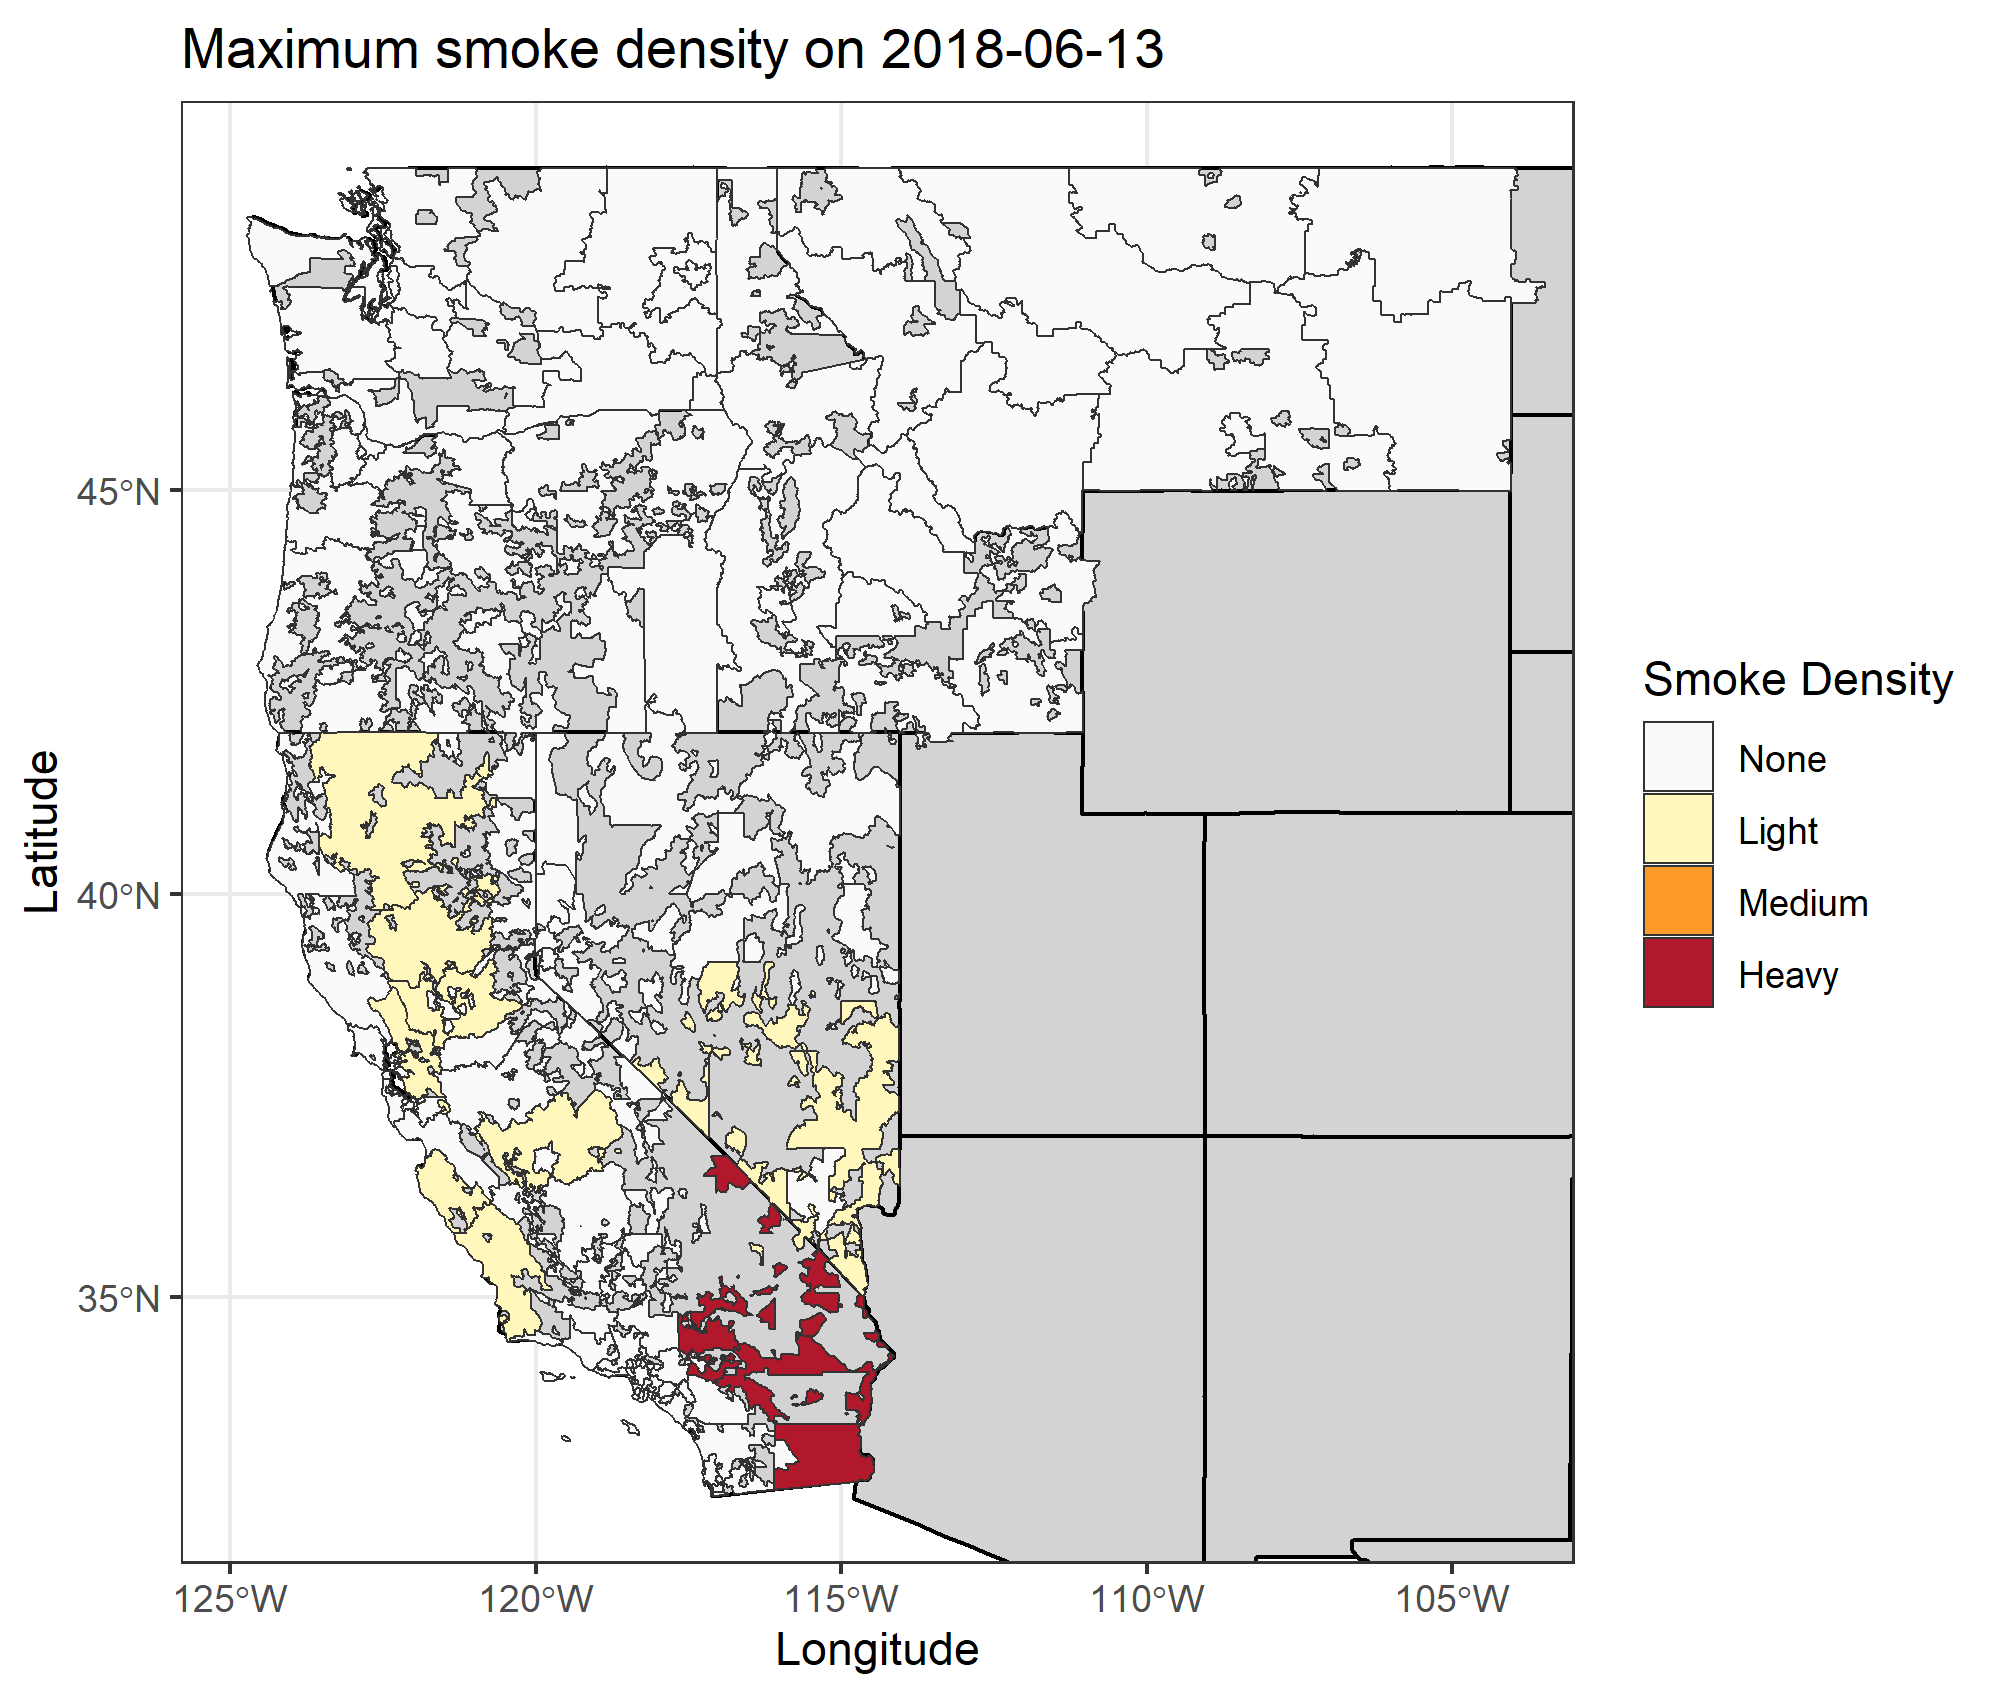 Maximum smoke density on 2018-06-13
Latitude
45°N
40°N
35°N
125°W
120°W
115°W
110°W
105°W
Longitude
Smoke Density
None
Light
Medium
Heavy